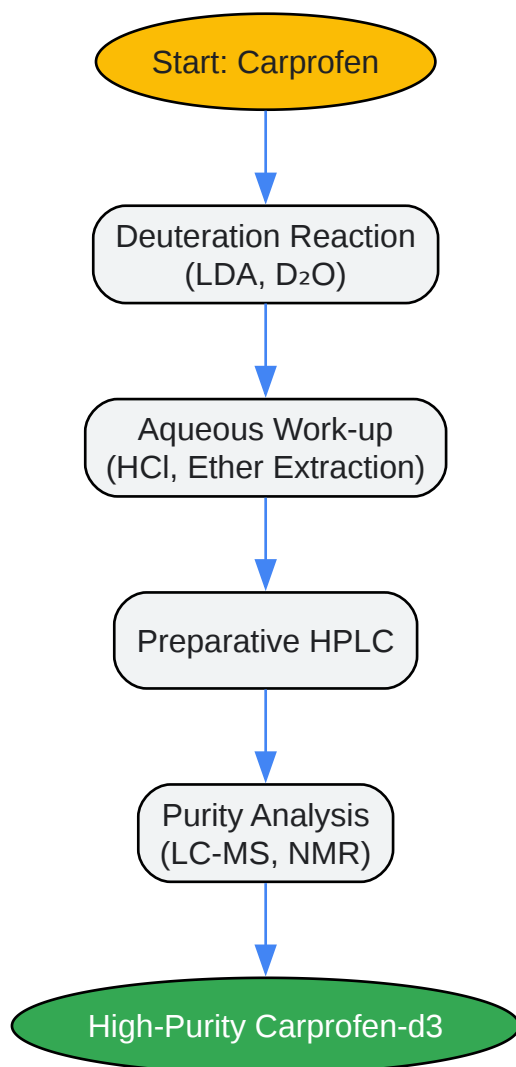 Start: Carprofen
Deuteration Reaction
(LDA, D₂O)
Aqueous Work-up
(HCl, Ether Extraction)
Preparative HPLC
Purity Analysis
(LC-MS, NMR)
High-Purity Carprofen-d3